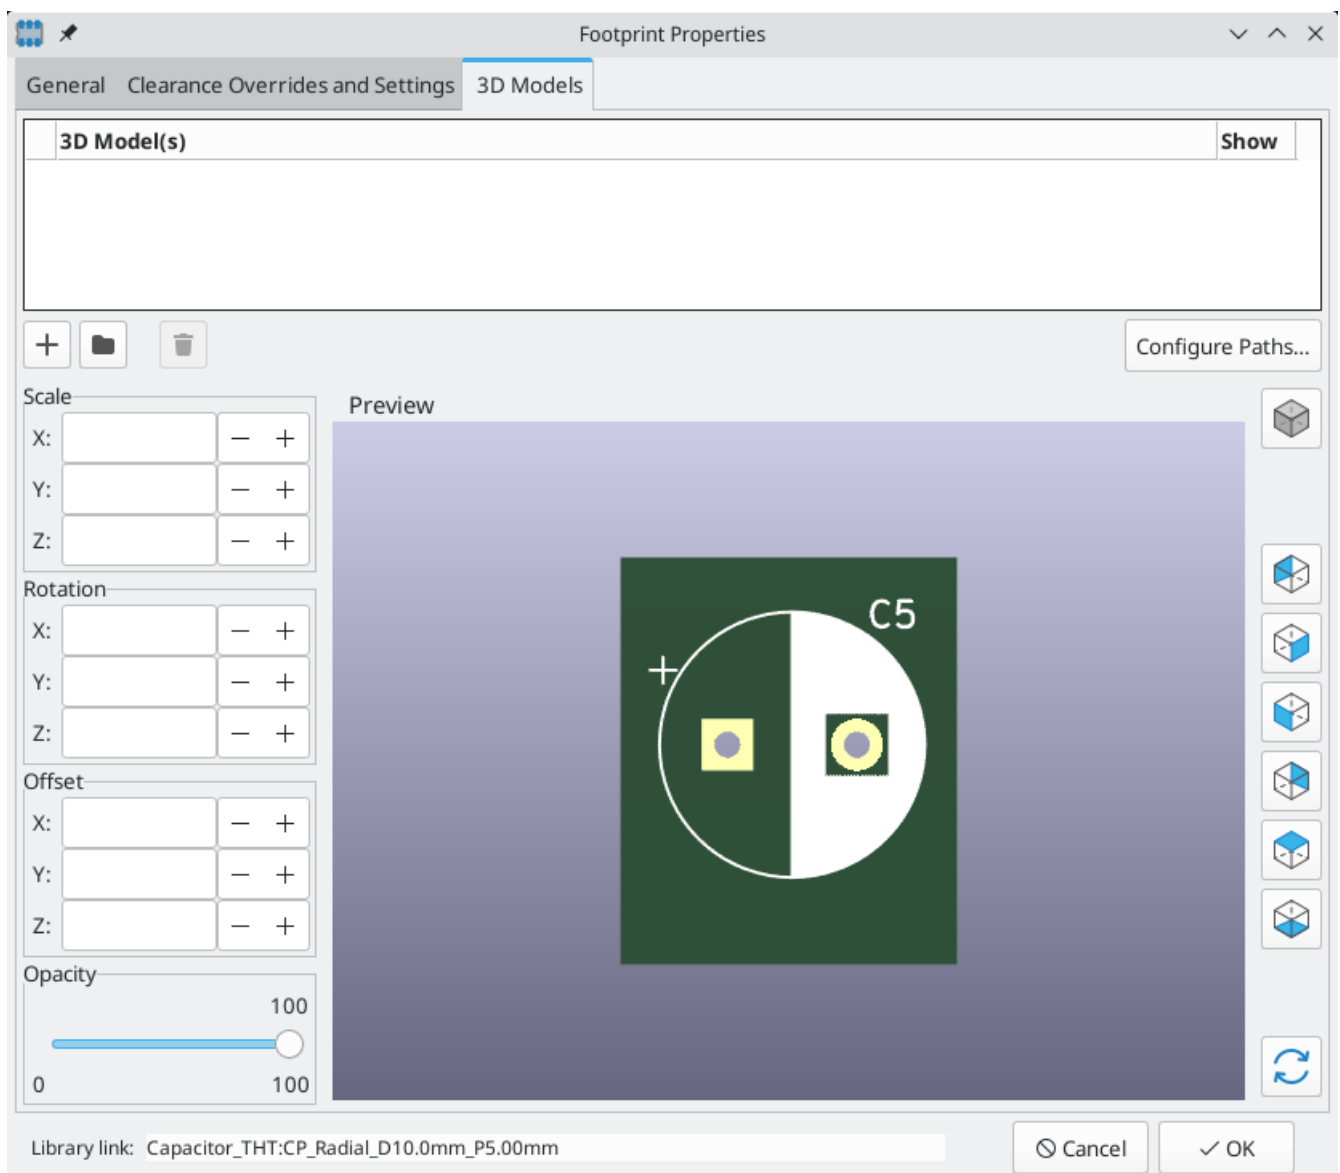 Footprint Properties
General Clearance Overrides and Settings 3D Models
3D Model(s) Show
Configure Paths...
Scale
Preview
X:
Y:
Z:
Rotation
X:
Y:
Z:
Offset
X:
Y:
Z:
Opacity
100
0 100
C5
+
Library link: Capacitor_THT:CP_Radial_D10.0mm_P5.00mm
Cancel
OK